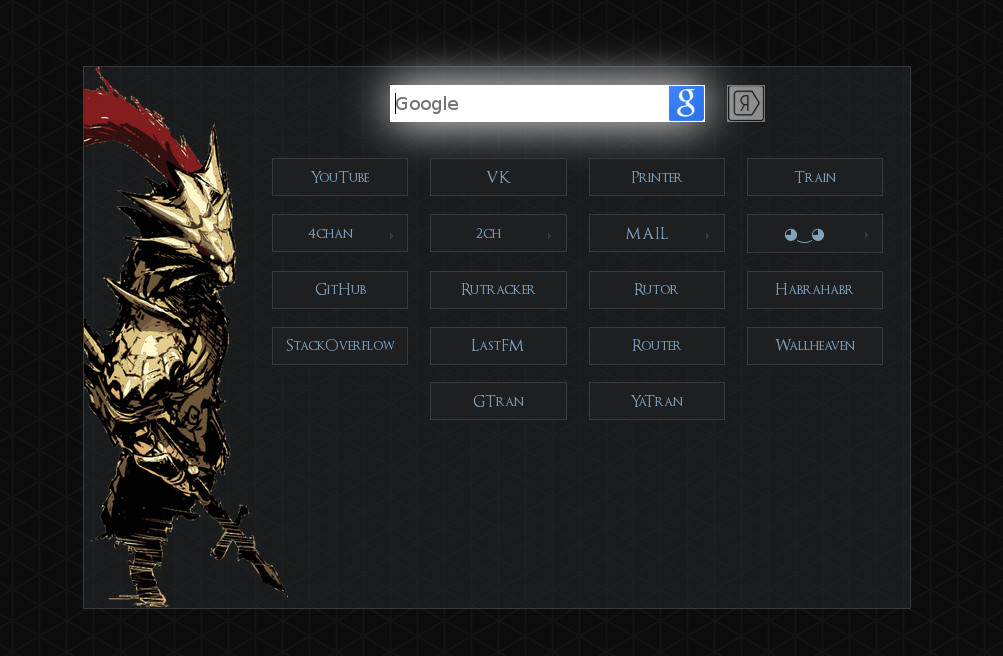 Google
g
Я
YouTube
VK
Printer
Train
4chan
2ch
MAIL
◕‿◕
GitHub
Rutracker
Rutor
Habrahabr
StackOverflow
LastFM
Router
Wallheaven
GTran
YaTran